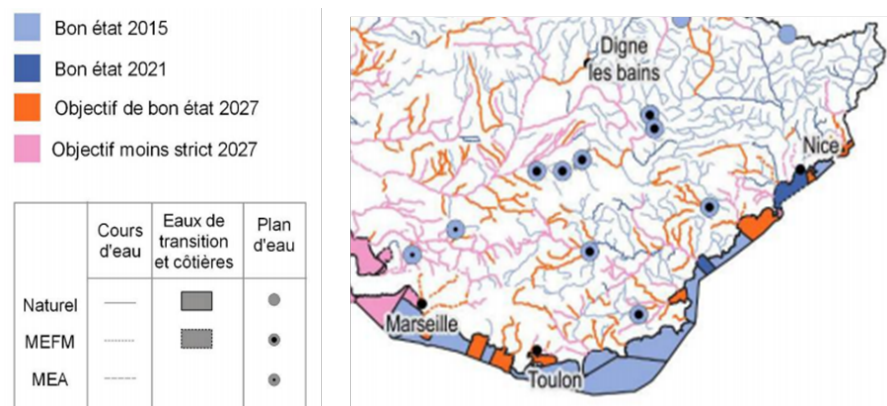 Bon état 2015
Bon état 2021
Objectif de bon état 2027
Objectif moins strict 2027
Cours
d'eau
Eaux de
transition
et côtières
Plan
d'eau
Naturel
MEFM
MEA
Digne
les bains
Nice
Marseille
Toulon